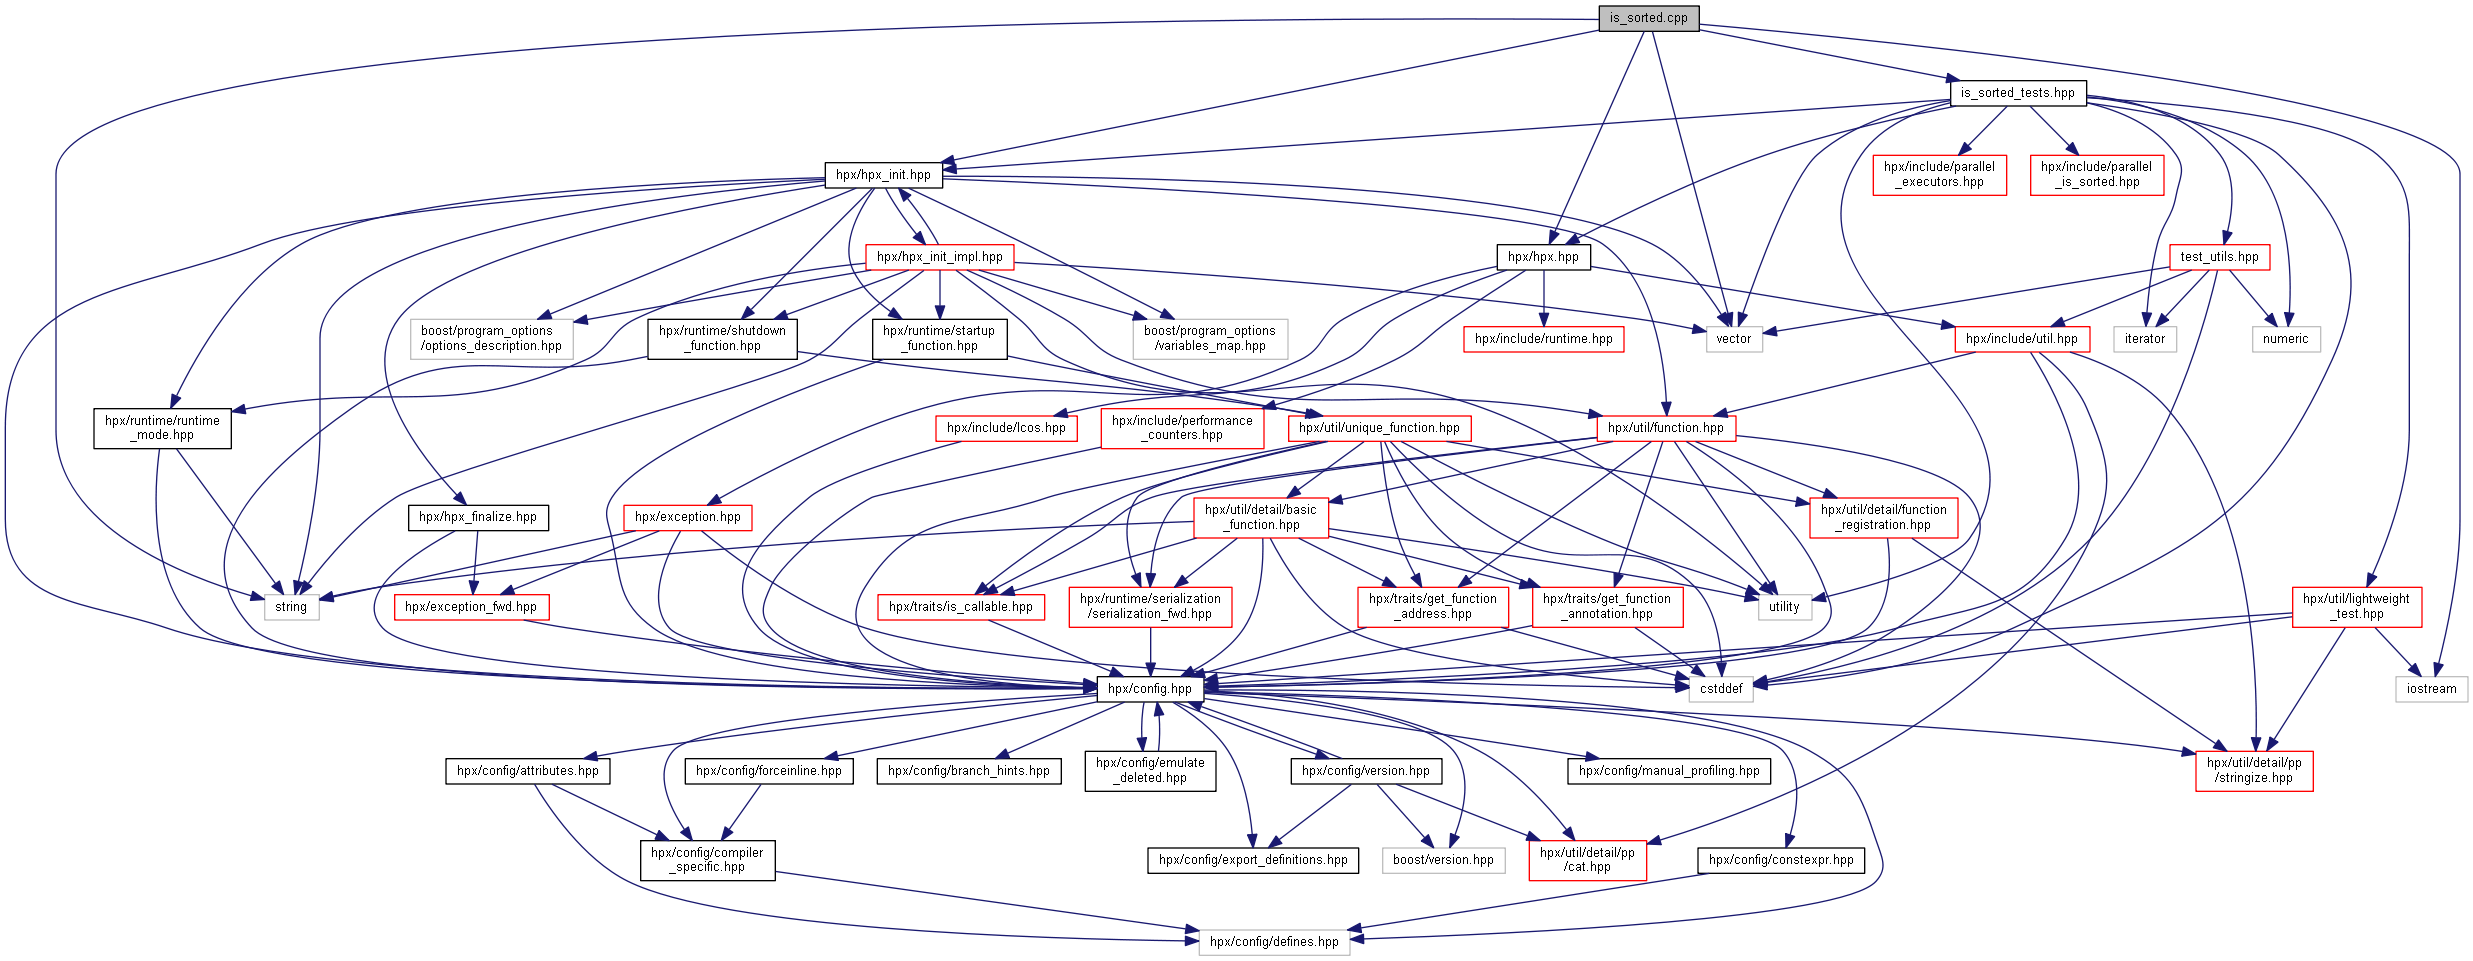 is_sorted.cpp
is_sorted_tests.hpp
hpx/hpx_init.hpp
hpx/include/parallel
_executors.hpp
hpx/include/parallel
_is_sorted.hpp
hpx/hpx_init_impl.hpp
hpx/hpx.hpp
test_utils.hpp
boost/program_options
/options_description.hpp
hpx/runtime/shutdown
_function.hpp
hpx/runtime/startup
_function.hpp
boost/program_options
/variables_map.hpp
hpx/include/runtime.hpp
vector
hpx/include/util.hpp
iterator
numeric
hpx/runtime/runtime
_mode.hpp
hpx/include/lcos.hpp
hpx/include/performance
_counters.hpp
hpx/util/unique_function.hpp
hpx/util/function.hpp
hpx/hpx_finalize.hpp
hpx/exception.hpp
hpx/util/detail/basic
_function.hpp
hpx/util/detail/function
_registration.hpp
string
hpx/exception_fwd.hpp
hpx/traits/is_callable.hpp
hpx/runtime/serialization
/serialization_fwd.hpp
hpx/traits/get_function
_address.hpp
hpx/traits/get_function
_annotation.hpp
utility
hpx/util/lightweight
_test.hpp
hpx/config.hpp
cstddef
iostream
hpx/config/attributes.hpp
hpx/config/forceinline.hpp
hpx/config/branch_hints.hpp
hpx/config/emulate
_deleted.hpp
hpx/config/version.hpp
hpx/config/manual_profiling.hpp
hpx/util/detail/pp
/stringize.hpp
hpx/config/compiler
_specific.hpp
hpx/config/export_definitions.hpp
boost/version.hpp
hpx/util/detail/pp
/cat.hpp
hpx/config/constexpr.hpp
hpx/config/defines.hpp